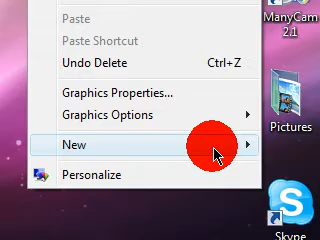 Paste
Paste Shortcut
Undo Delete Ctrl+Z
Graphics Properties...
Graphics Options
New
Personalize
ManyCam
2.1
Pictures
Skype